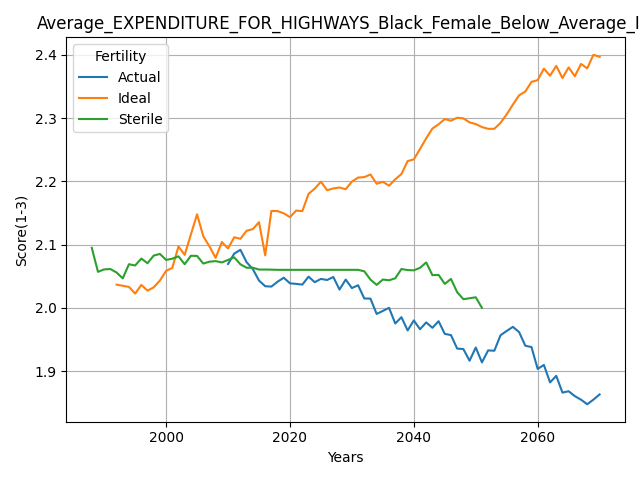 Average_EXPENDITURE_FOR_HIGHWAYS_Black_Female_Below_Average_I
Fertility
Actual
Ideal
Sterile
2.4
2.3
2.2
2.1
2.0
1.9
Score(1-3)
2000 2020 2040 2060
Years